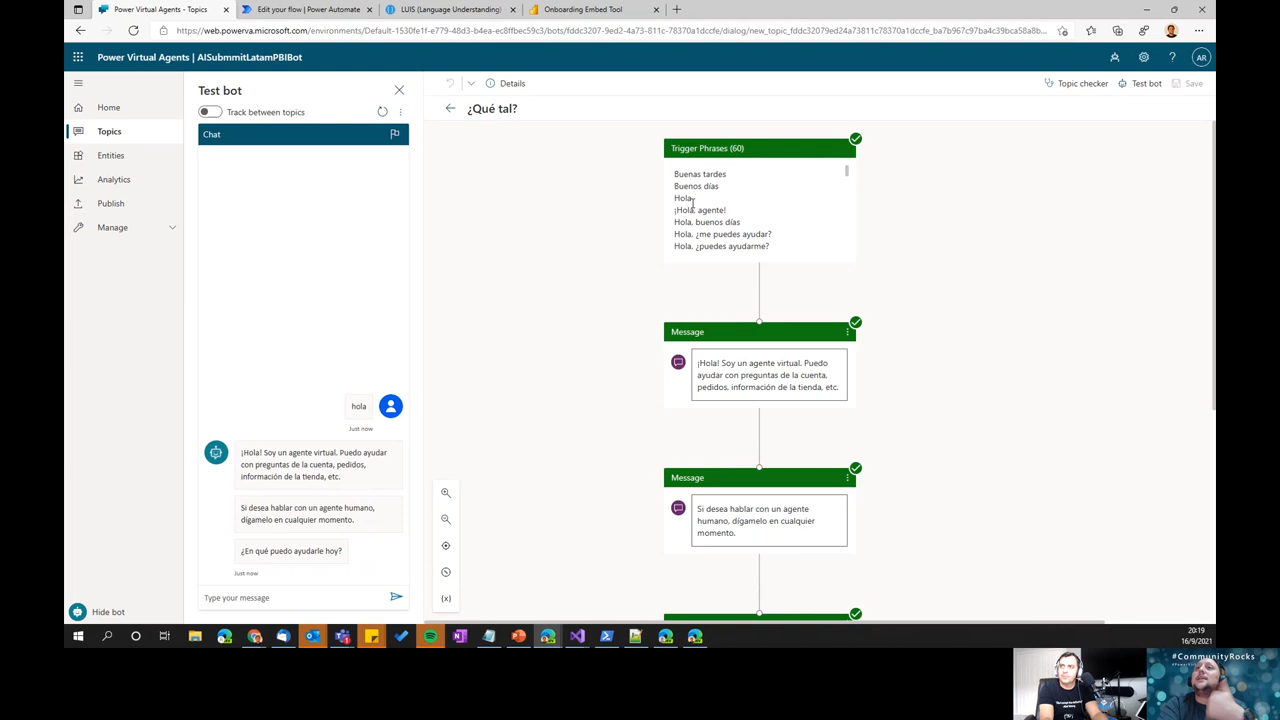 Power Virtual Agents - Topics
Edit your flow | Power Automate
LUIS (Language Understanding)
Onboarding Embed Tool
Power Virtual Agents | AISubmmitLatamPBIBot
AR
Test bot
Track between topics
Details
Topic checker
Test bot
Save
Home
Topics
Entities
Analytics
Publish
Manage
Hide bot
Chat
hola
Just now
¡Hola! Soy un agente virtual. Puedo
ayudar con preguntas de la cuenta, pedidos,
información de la tienda, etc.
Si desea hablar con un agente humano,
dígamelo en cualquier momento.
¿En qué puedo ayudarle hoy?
Just now
Type your message
¿Qué tal?
Trigger Phrases (60)
Buenas tardes
Buenos días
Hola
¡Hola, agente!
Hola, buenos días
Hola, ¿me puedes ayudar?
Hola, ¿puedes ayudarme?
Message
¡Hola! Soy un agente virtual. Puedo
ayudar con preguntas de la cuenta,
pedidos, información de la tienda, etc.
Message
Si desea hablar con un agente
humano, dígamelo en cualquier
momento.
{x}
20:19
16/9/2021
#CommunityRocks